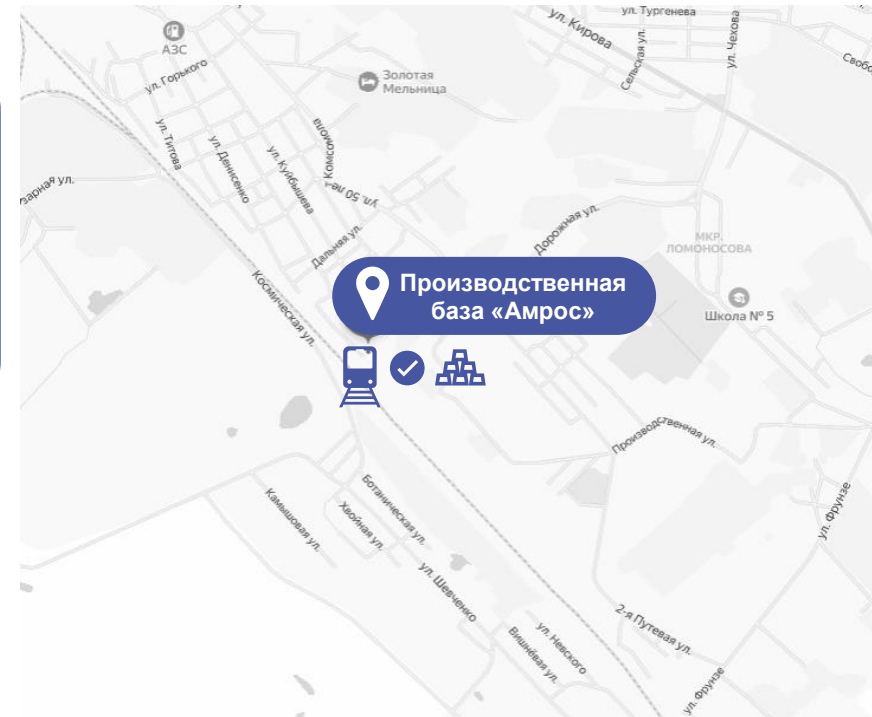 ул. Тургенева
ул. Кирова
ул. Чехова
Сельская ул.
АЗС
ул. Горького
Золотая
Мельница
ул. Титова
ул. Денисенко
ул. Куйбышева
ул. 50 ле
Комсо
мола
зарная ул.
Дальняя ул.
Дорожная ул.
МКР.
ЛОМОНОСОВА
Космическая ул.
Производственная
база «Амрос»
Школа № 5
Производственная ул.
Камышовая ул.
Хвойная ул.
Ботаническая ул.
ул. Фрунзе
ул. Шевченко
2-я Путевая ул.
ул. Невского
Вишнёвая ул.
ул. Фрунзе